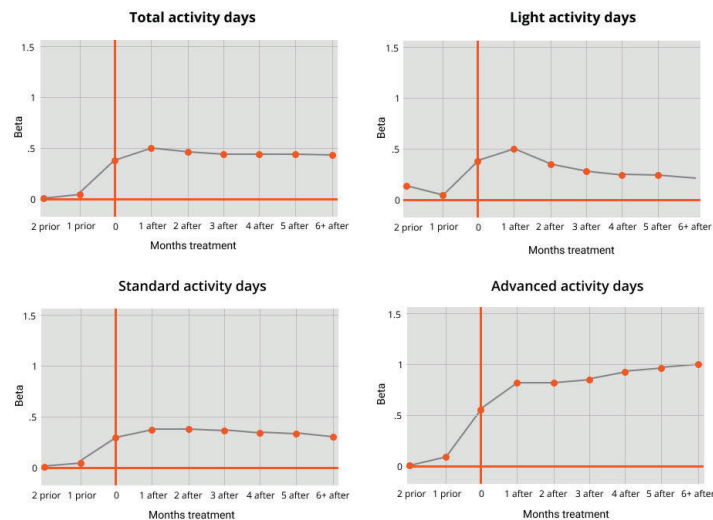 Total activity days
1.5
1
.5
0
Beta
2 prior 1 prior 0 1 after 2 after 3 after 4 after 5 after 6+ after
Months treatment
Light activity days
1.5
1
.5
0
Beta
2 prior 1 prior 0 1 after 2 after 3 after 4 after 5 after 6+ after
Months treatment
Standard activity days
1.5
1
.5
0
Beta
2 prior 1 prior 0 1 after 2 after 3 after 4 after 5 after 6+ after
Months treatment
Advanced activity days
1.5
1
.5
0
Beta
2 prior 1 prior 0 1 after 2 after 3 after 4 after 5 after 6+ after
Months treatment